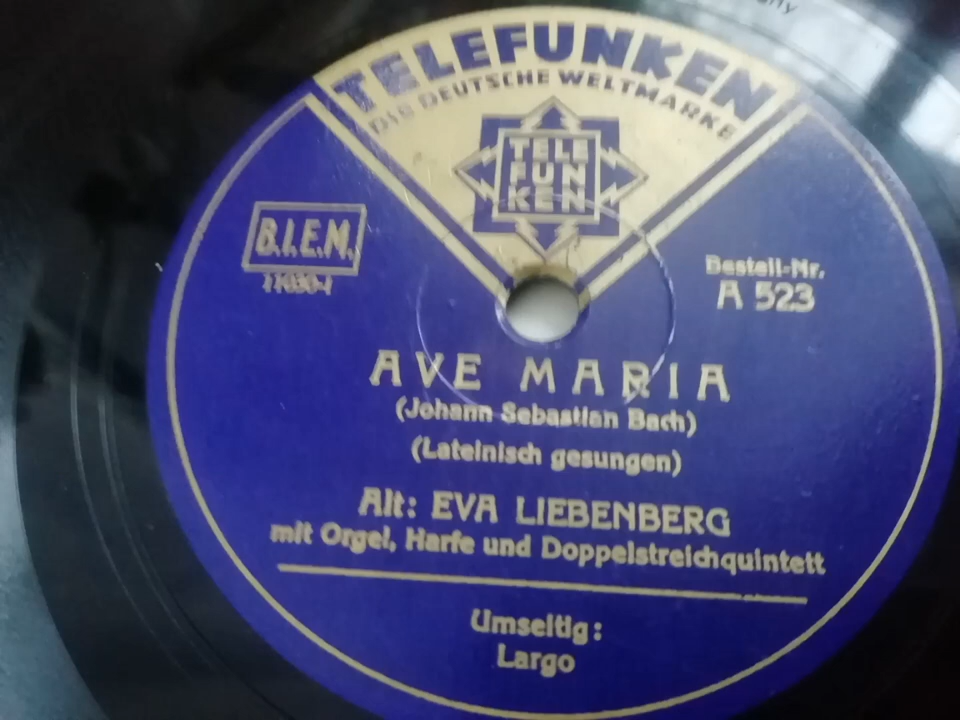 TELEFUNKEN
DIE DEUTSCHE WELTMARKE
TELE
FUN
KEN
B.I.E.M.
Bestell-Nr.
A 523
AVE MARIA
(Johann Sebastian Bach)
(Lateinisch gesungen)
Alt: EVA LIEBENBERG
mit Orgel, Harfe und Doppelstreichquintett
Umseitig:
Largo